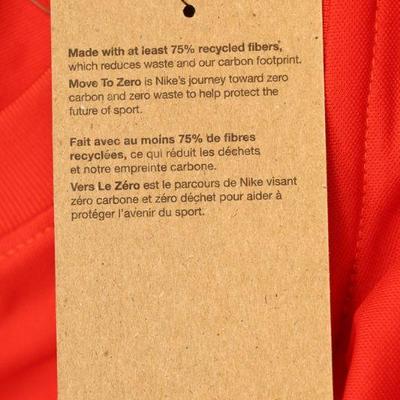 Made with at least 75% recycled fibers,
which reduces waste and our carbon footprint.
Move To Zero is Nike's journey toward zero
carbon and zero waste to help protect the
future of sport.
Fait avec au moins 75% de fibres
recyclées, ce qui réduit les déchets
et notre empreinte carbone.
Vers Le Zéro est le parcours de Nike visant
zéro carbone et zéro déchet pour aider à
protéger l'avenir du sport.